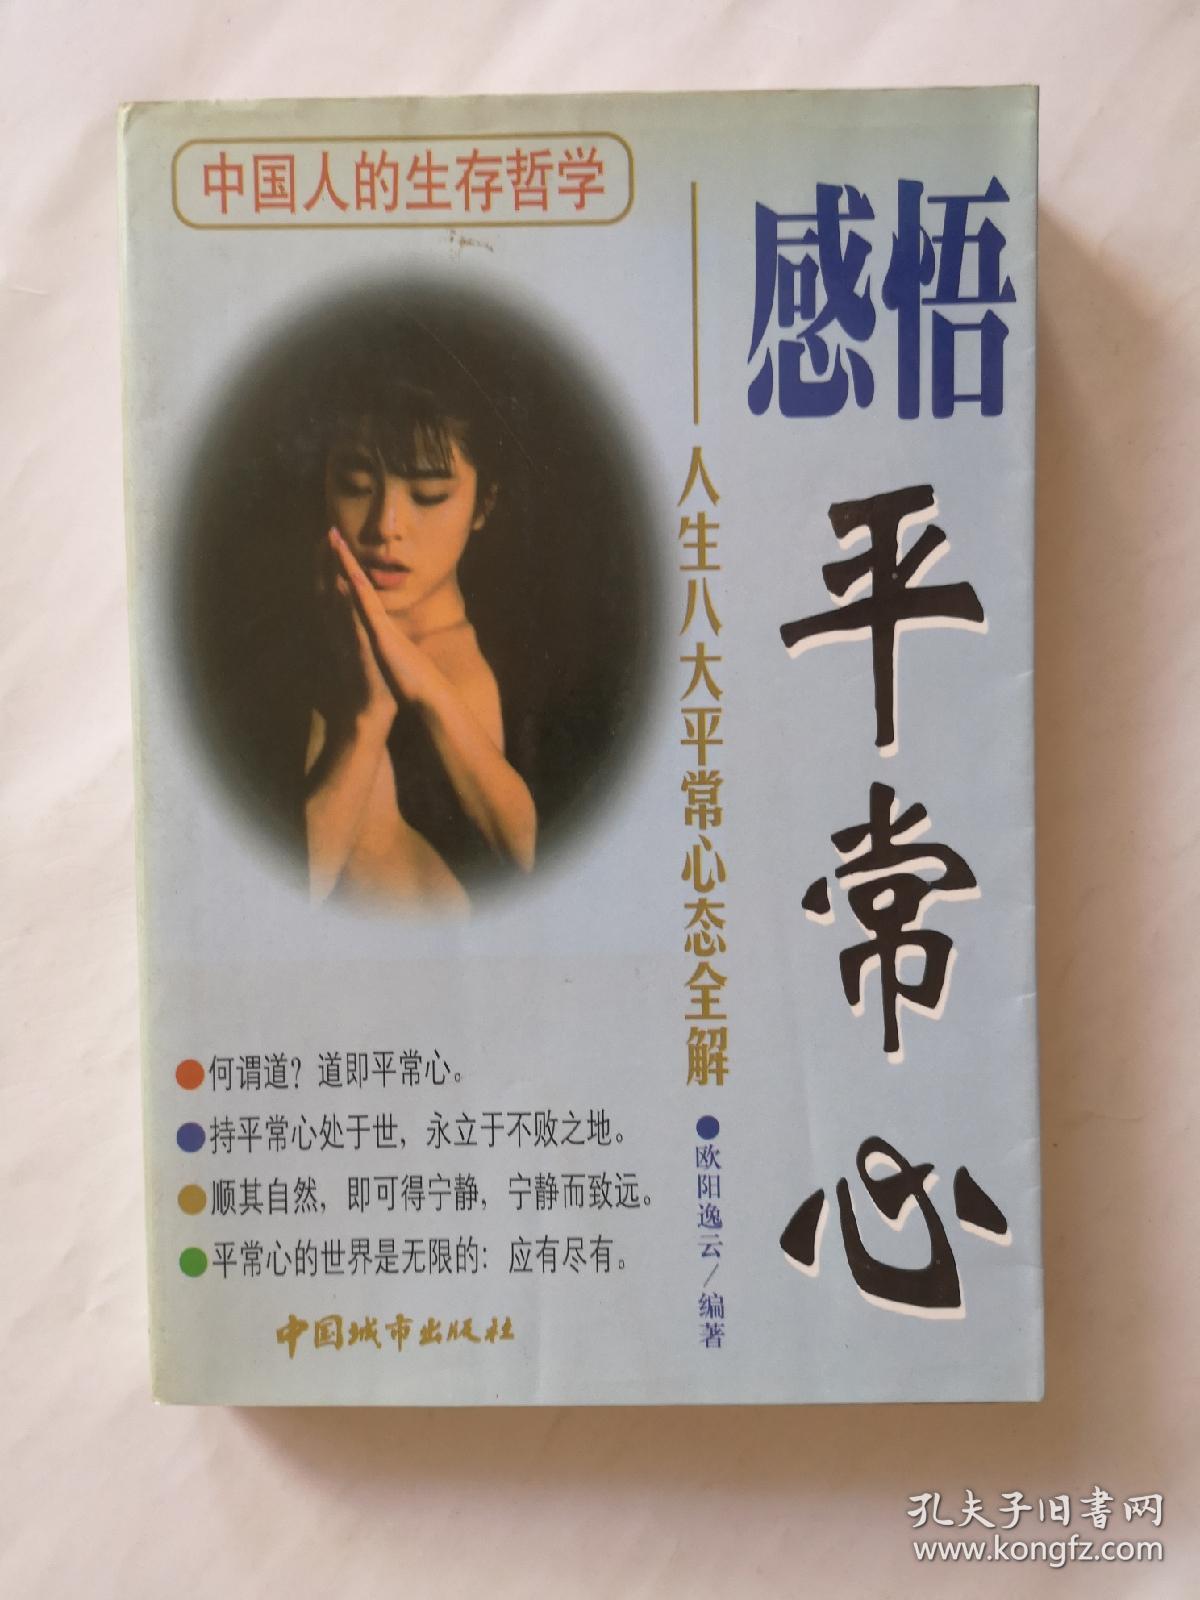 中国人的生存哲学
感悟
平常心
——人生八大平常心态全解
●欧阳逸云/编著
●何谓道？道即平常心。
●持平常心处于世，永立于不败之地。
●顺其自然，即可得宁静，宁静而致远。
●平常心的世界是无限的：应有尽有。
中国城市出版社
孔夫子旧书网
www.kongfz.com